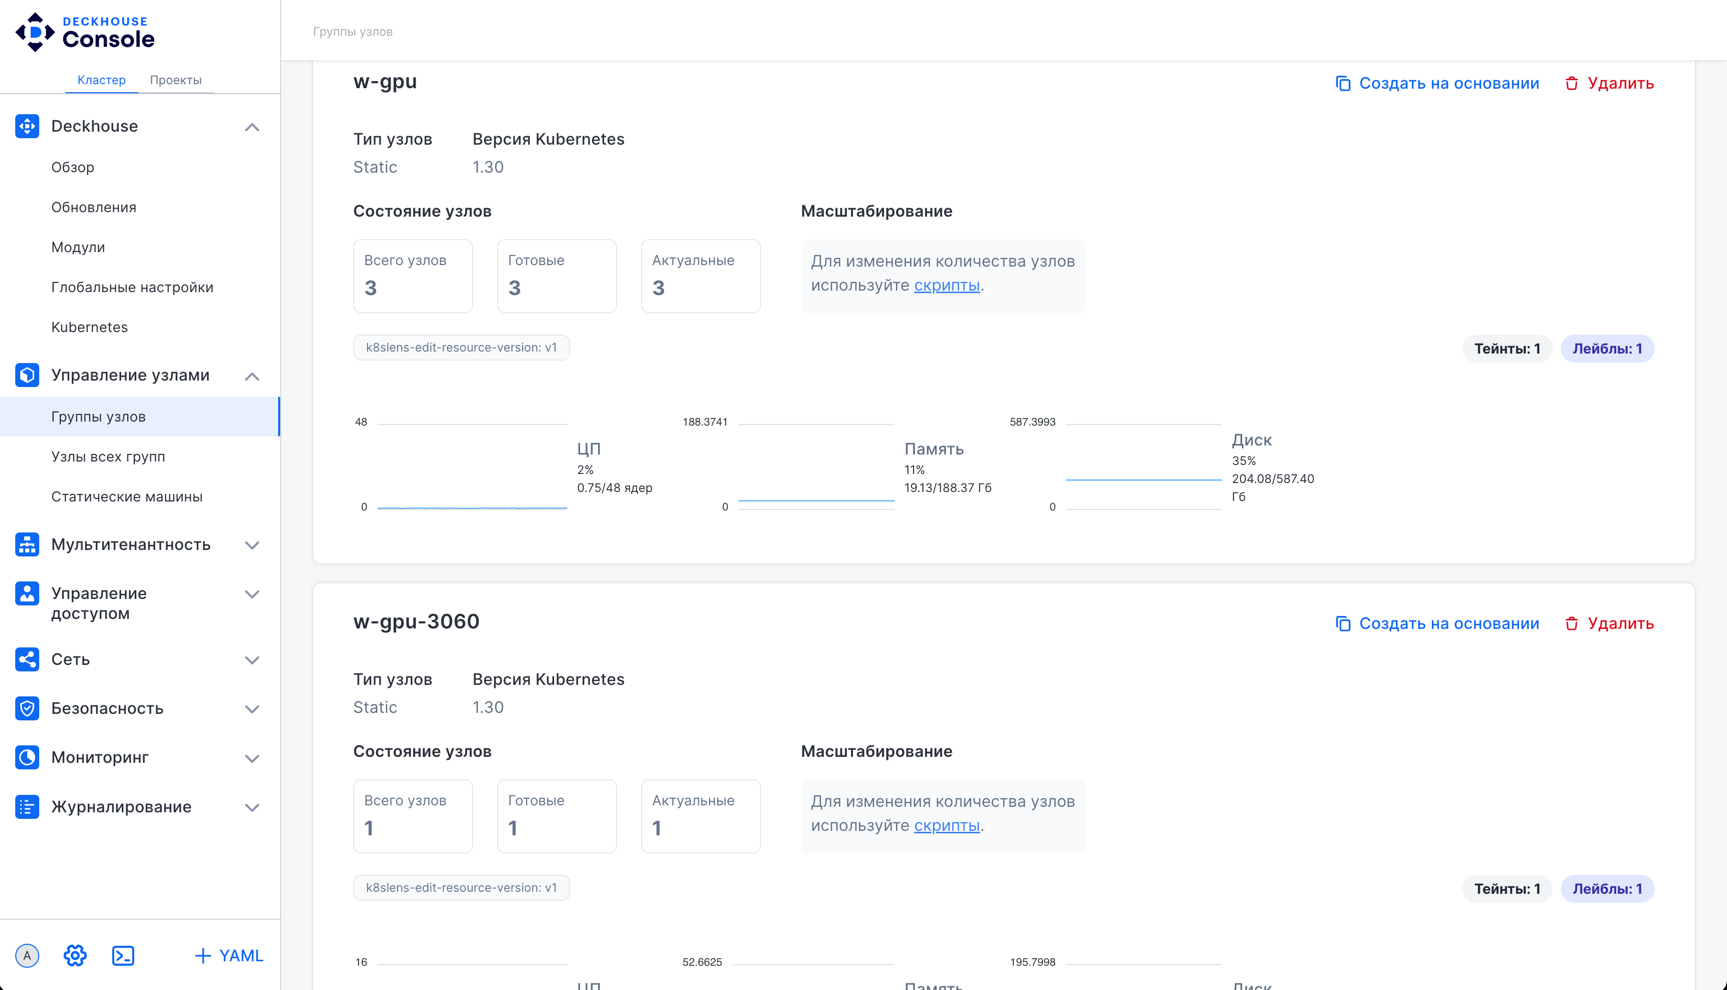 DECKHOUSE
Console
Кластер Проекты
Deckhouse
Обзор
Обновления
Модули
Глобальные настройки
Kubernetes
Управление узлами
Группы узлов
Узлы всех групп
Статические машины
Мультитенантность
Управление
доступом
Сеть
Безопасность
Мониторинг
Журналирование
A
YAML
Группы узлов
w-gpu
Создать на основании Удалить
Тип узлов Версия Kubernetes
Static 1.30
Состояние узлов Масштабирование
Всего узлов Готовые Актуальные
3 3 3
Для изменения количества узлов
используйте скрипты.
k8slens-edit-resource-version: v1
Тейнты: 1 Лейблы: 1
48
0
ЦП
2%
0.75/48 ядер
188.3741
0
Память
11%
19.13/188.37 Гб
587.3993
0
Диск
35%
204.08/587.40
Гб
w-gpu-3060
Создать на основании Удалить
Тип узлов Версия Kubernetes
Static 1.30
Состояние узлов Масштабирование
Всего узлов Готовые Актуальные
1 1 1
Для изменения количества узлов
используйте скрипты.
k8slens-edit-resource-version: v1
Тейнты: 1 Лейблы: 1
16
ЦП
52.6625
Память
195.7998
Диск